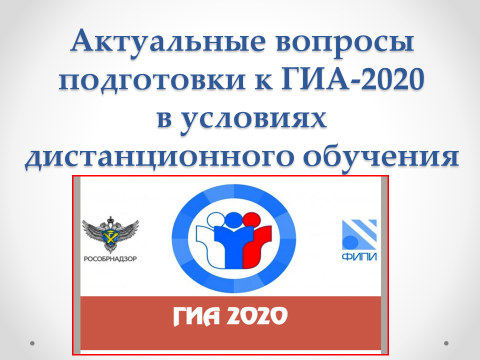 Актуальные вопросы
подготовки к ГИА-2020
в условиях
дистанционного обучения
РОСОБРНАДЗОР
ФИПИ
ГИА 2020